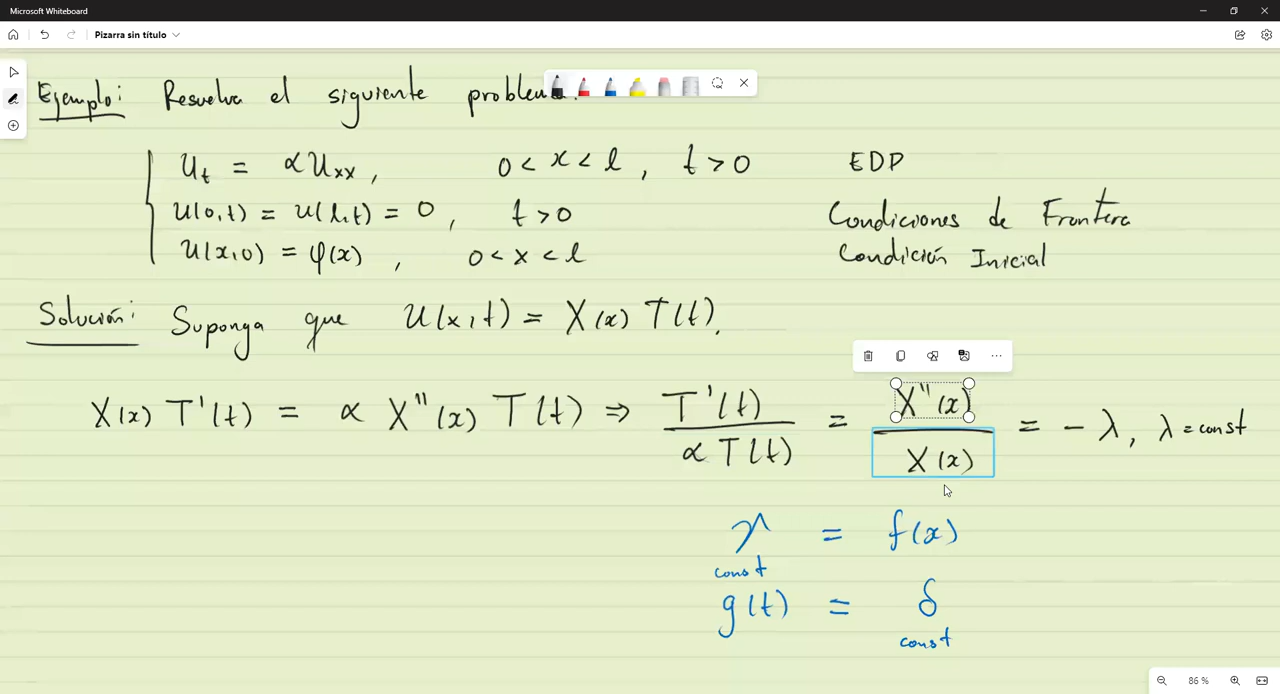 Microsoft Whiteboard
Pizarra sin título
Ejemplo: Resuelva el siguiente problema.
u_t = αu_xx, 0 < x < l, t > 0 EDP
u(0,t) = u(l,t) = 0, t > 0 Condiciones de Frontera
u(x,0) = φ(x), 0 < x < l Condición Inicial
Solución: Suponga que u(x,t) = X(x) T(t).
X(x) T'(t) = α X''(x) T(t) ⇒ T'(t) / α T(t) = X''(x) / X(x) = -λ, λ = const
= f(x)
const
g(t) = δ
const
86 %